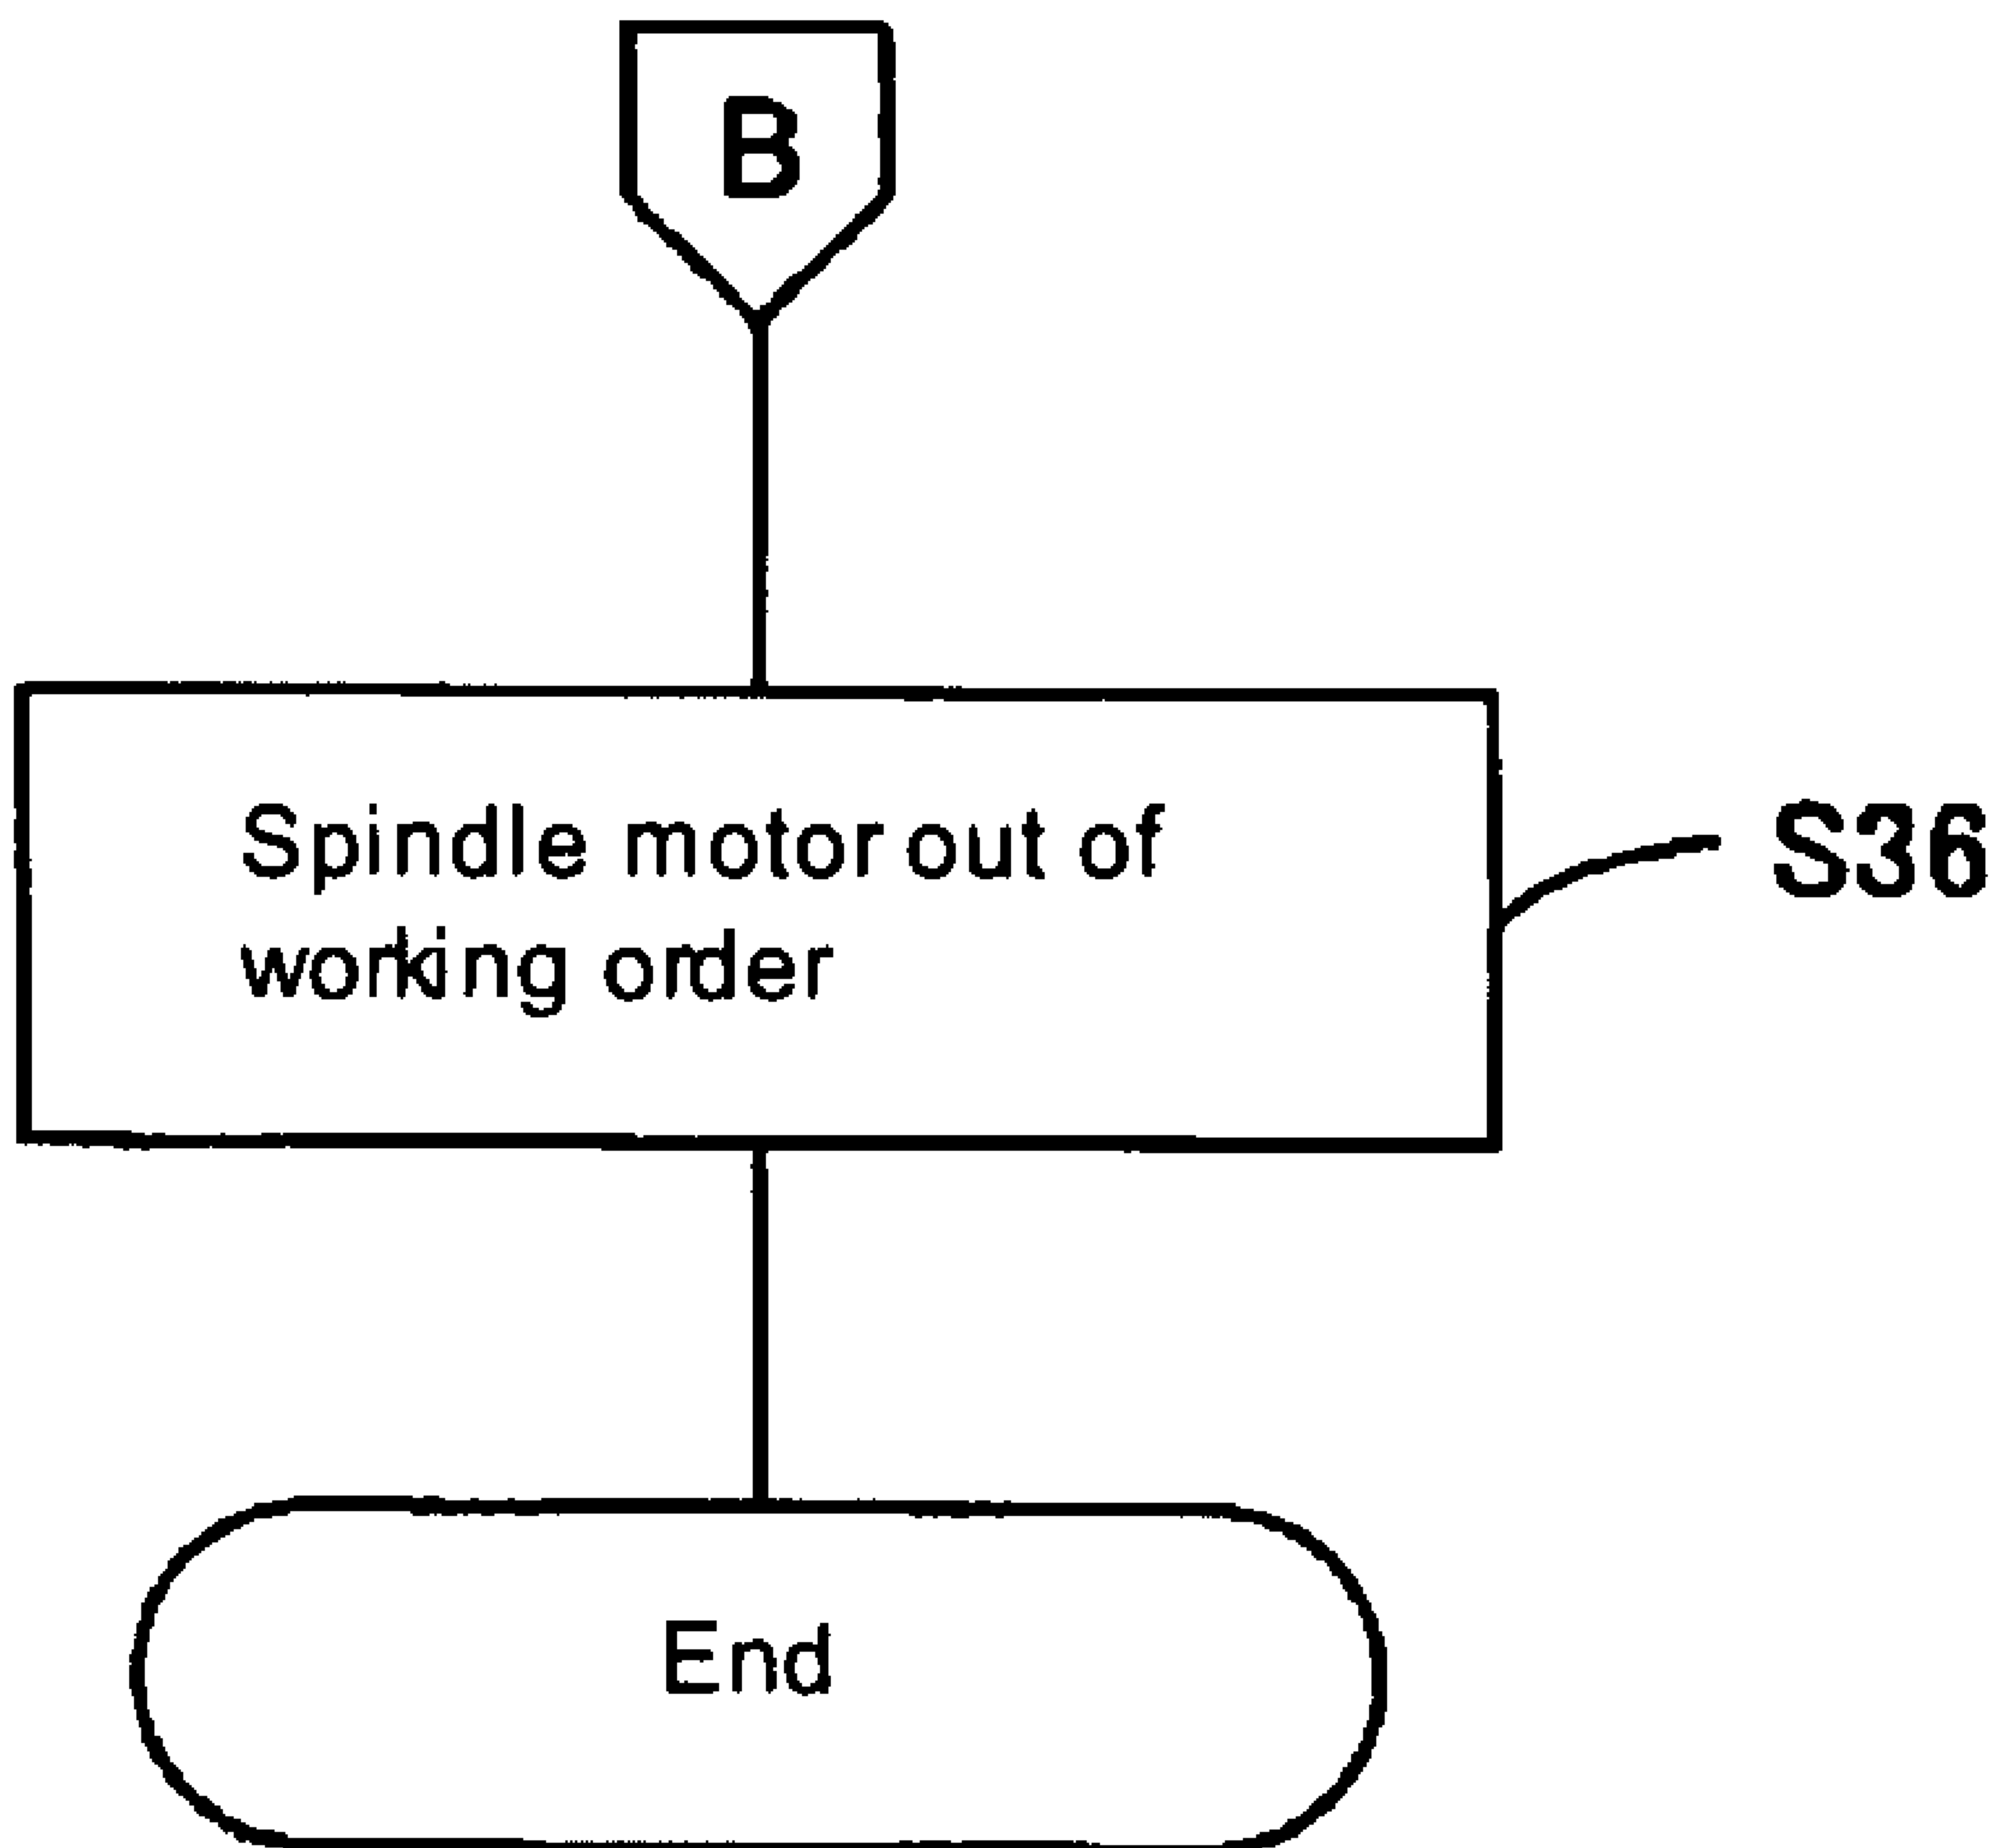 B
Spindle motor out of
working order
S36
End